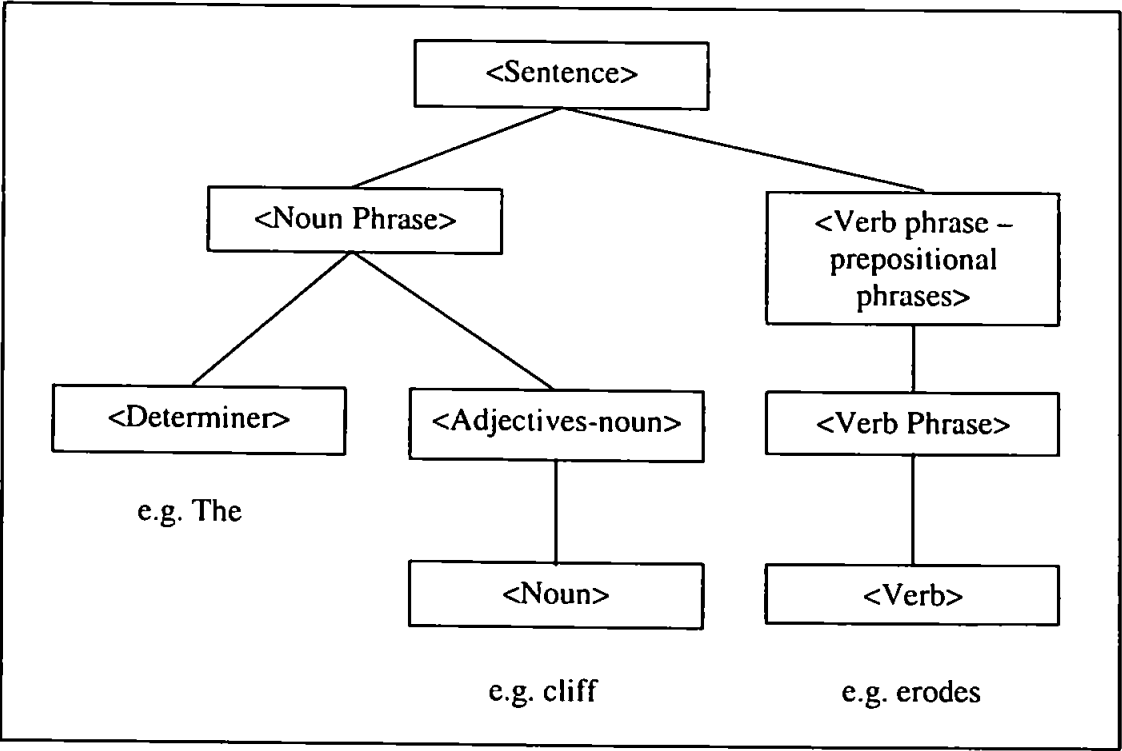 <Sentence>
<Noun Phrase>
<Verb phrase –
prepositional
phrases>
<Determiner>
<Adjectives-noun>
<Verb Phrase>
e.g. The
<Noun>
<Verb>
e.g. cliff
e.g. erodes